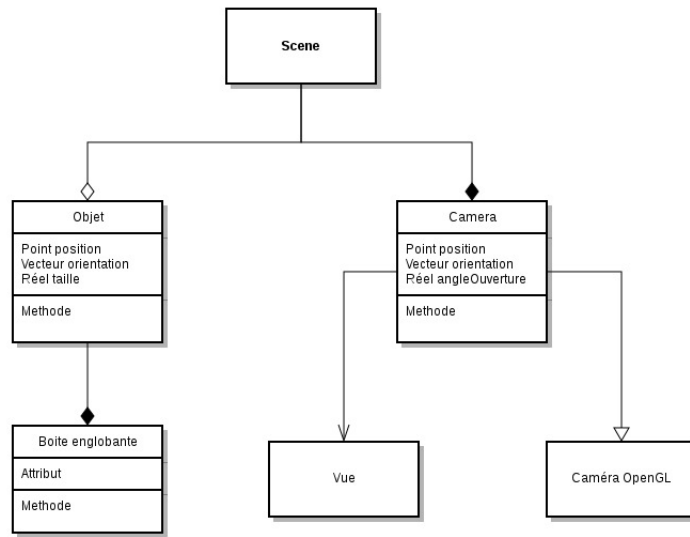 Scene
Objet
Point position
Vecteur orientation
Réel taille
Methode
Camera
Point position
Vecteur orientation
Réel angleOuverture
Methode
Boite englobante
Attribut
Methode
Vue
Caméra OpenGL